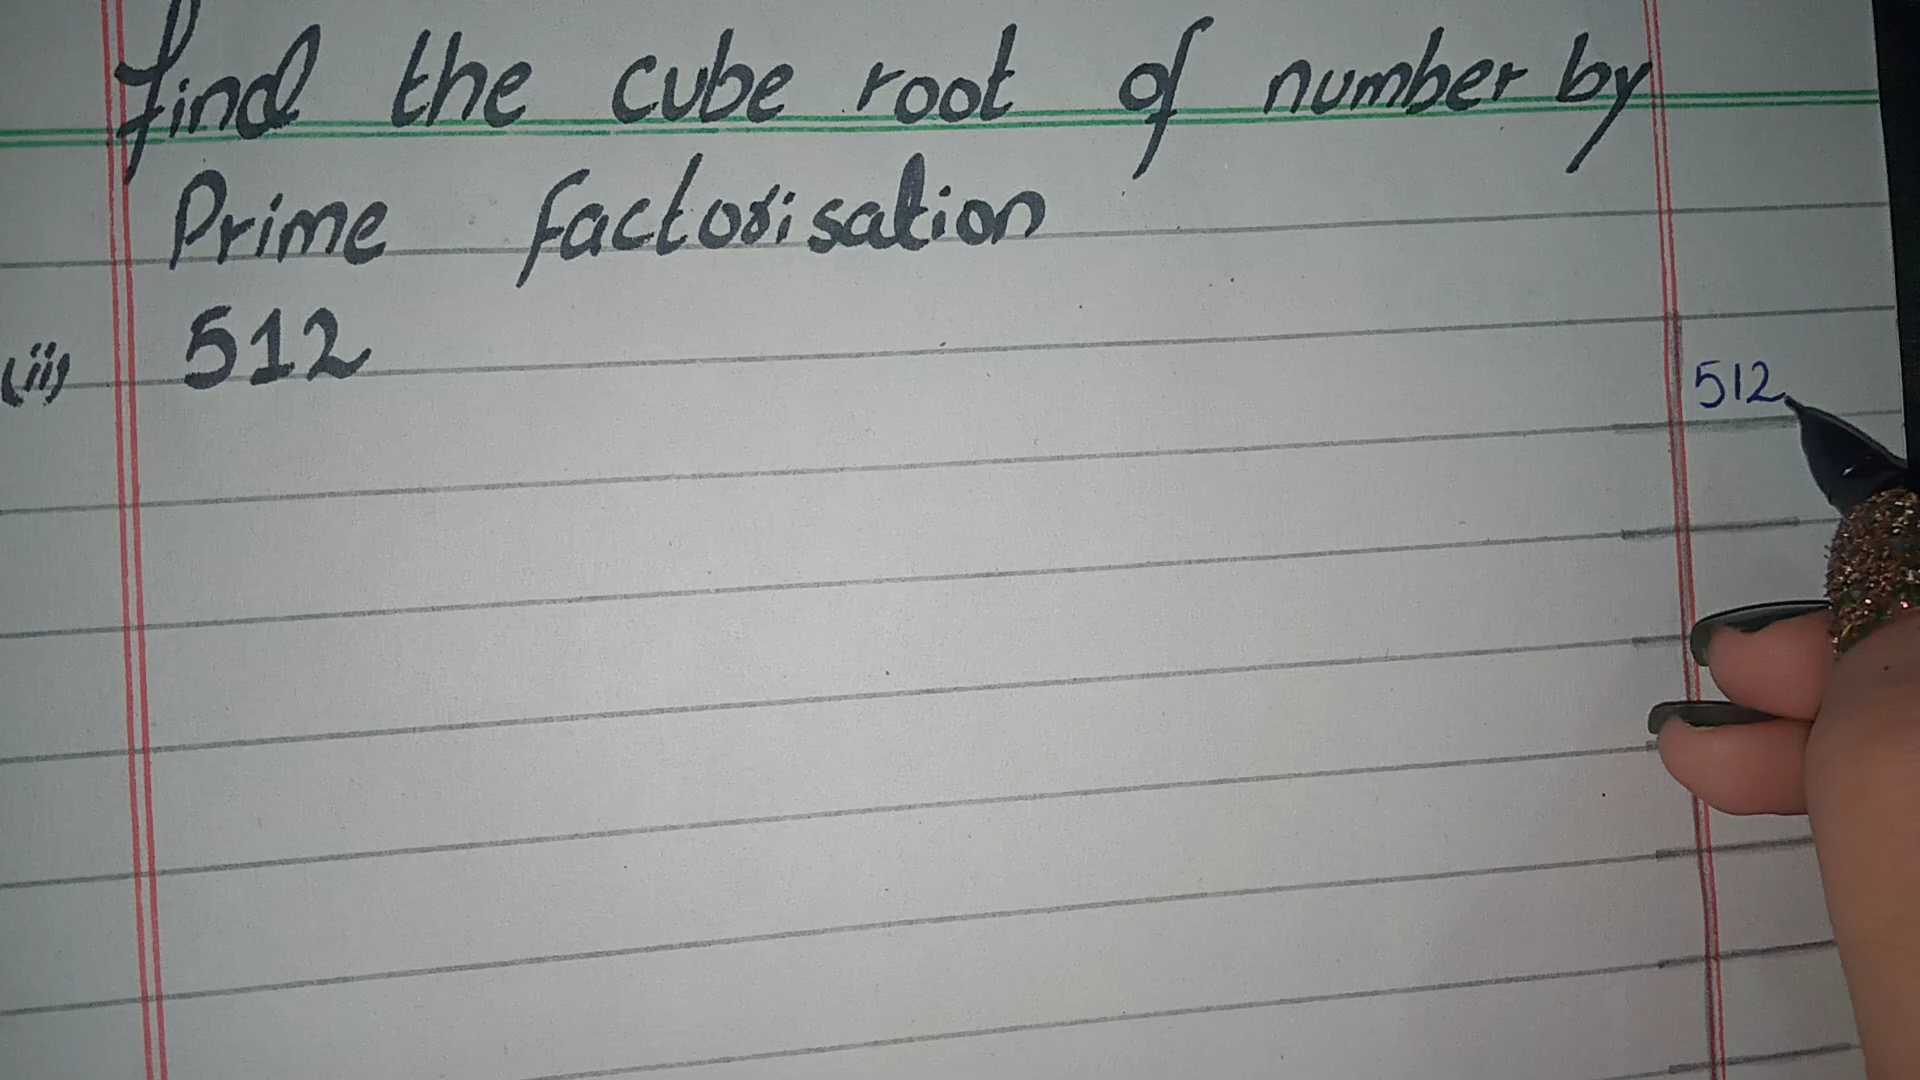 find the cube root of number by
Prime factorisation
(ii) 512
512